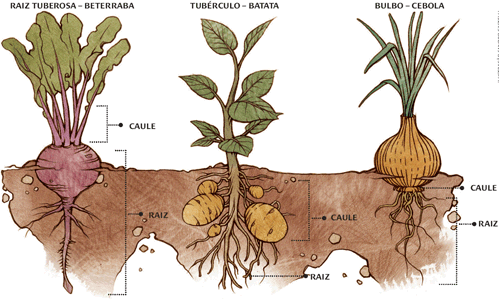 RAIZ TUBEROSA – BETERRABA
TUBÉRCULO – BATATA
BULBO – CEBOLA
CAULE
RAIZ
CAULE
RAIZ
CAULE
RAIZ